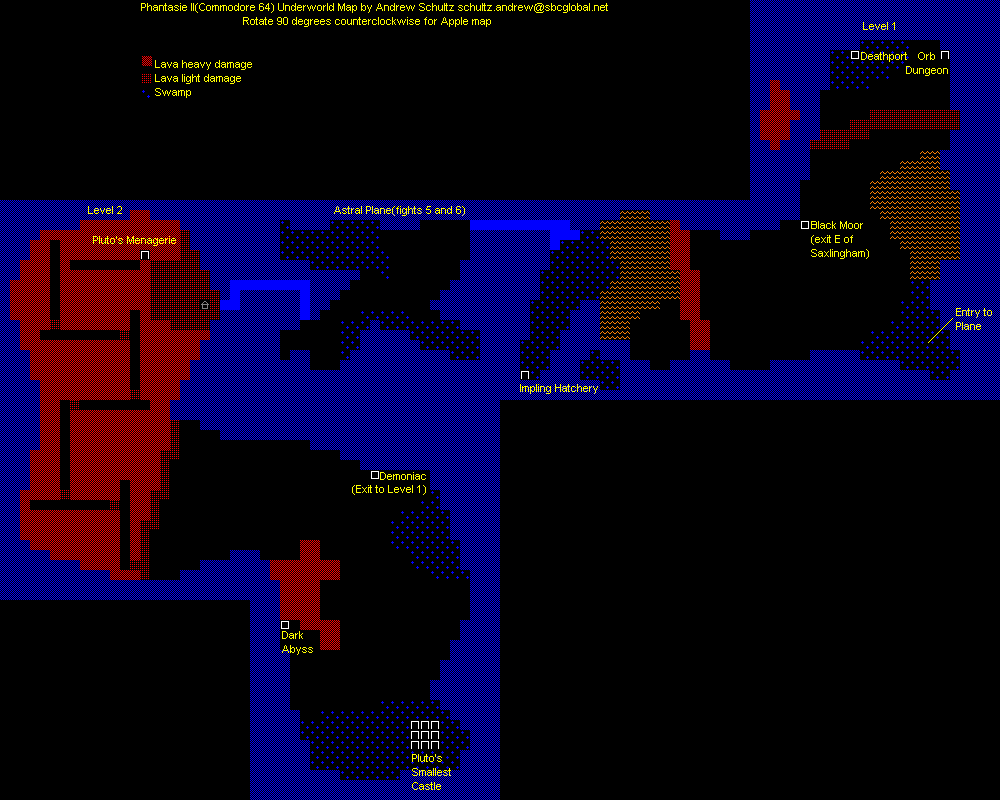 Phantasie II(Commodore 64) Underworld Map by Andrew Schultz schultz.andrew@sbcglobal.net
Rotate 90 degrees counterclockwise for Apple map
Level 1
Deathport
Orb
Dungeon
Lava heavy damage
Lava light damage
Swamp
Level 2
Astral Plane(fights 5 and 6)
Pluto's Menagerie
Black Moor
(exit E of
Saxlingham)
Entry to
Plane
Impling Hatchery
Demoniac
(Exit to Level 1)
Dark
Abyss
Pluto's
Smallest
Castle